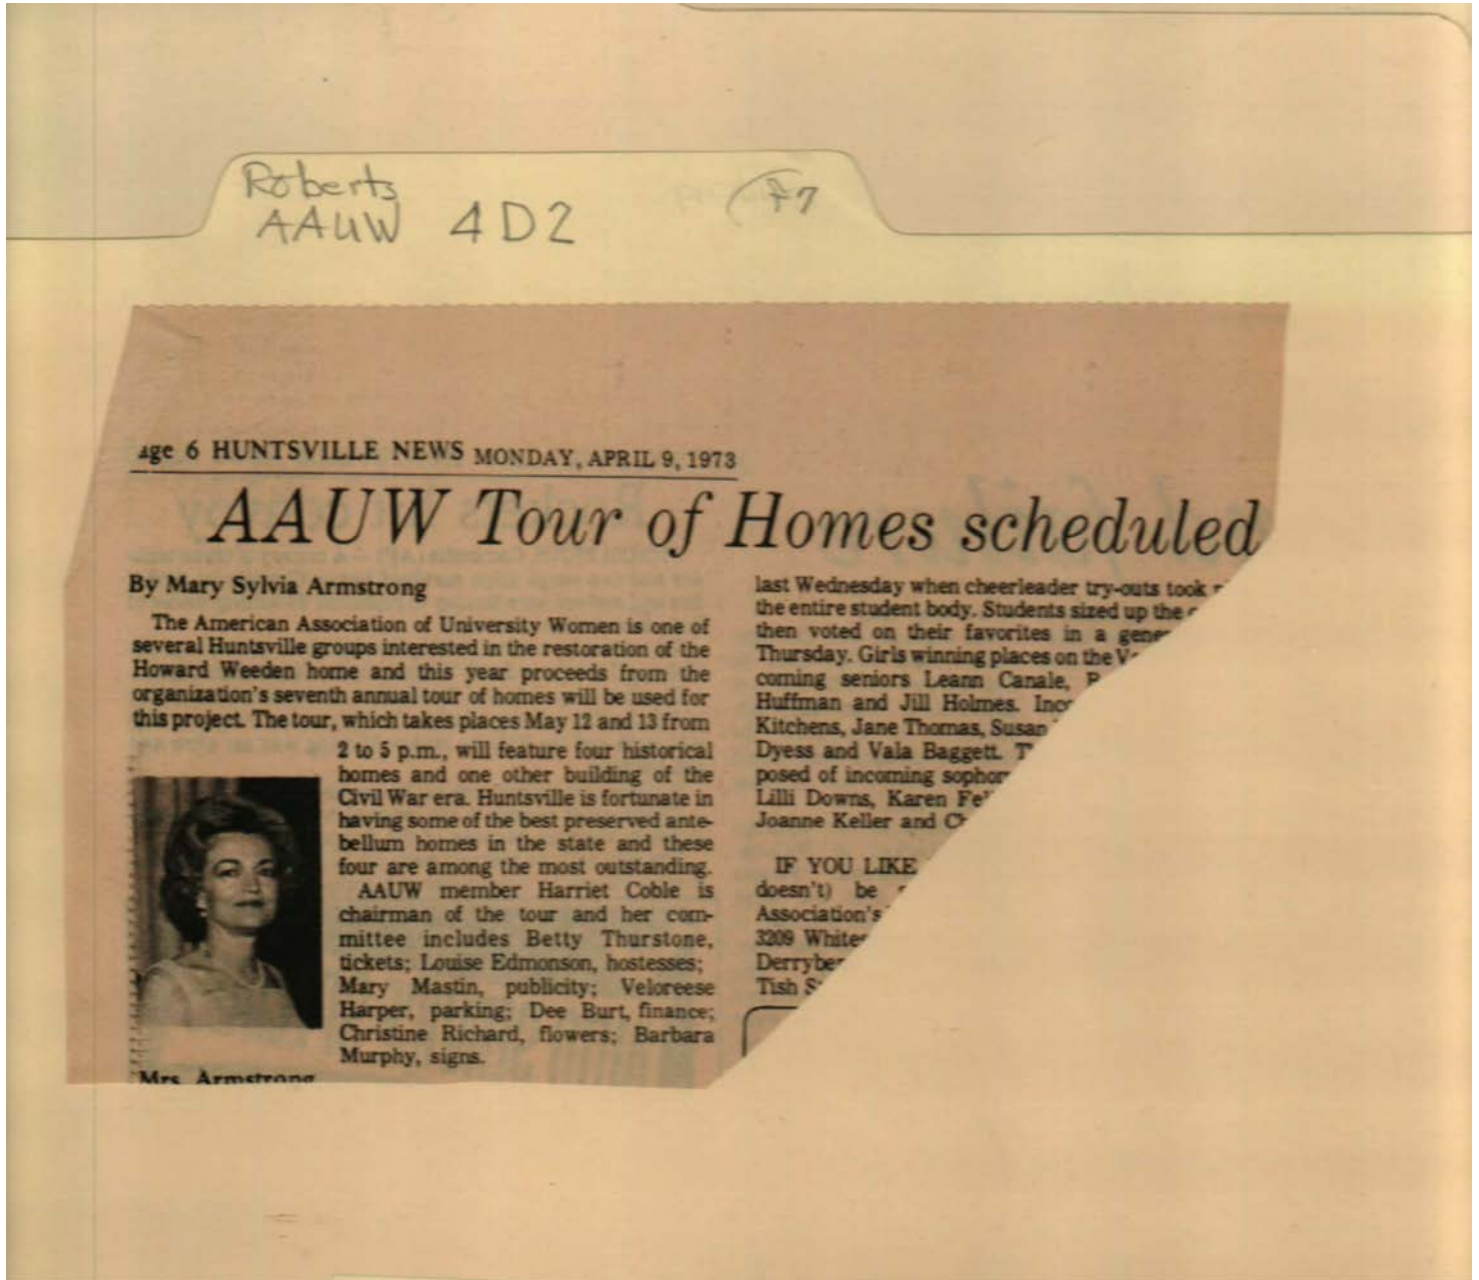 Roberts
AAUW 4D2
F7
age 6 HUNTSVILLE NEWS MONDAY, APRIL 9, 1973
AAUW Tour of Homes scheduled
By Mary Sylvia Armstrong
The American Association of University Women is one of
several Huntsville groups interested in the restoration of the
Howard Weeden home and this year proceeds from the
organization's seventh annual tour of homes will be used for
this project. The tour, which takes places May 12 and 13 from
2 to 5 p.m., will feature four historical
homes and one other building of the
Civil War era. Huntsville is fortunate in
having some of the best preserved ante-
bellum homes in the state and these
four are among the most outstanding.
AAUW member Harriet Coble is
chairman of the tour and her com-
mittee includes Betty Thurstone,
tickets; Louise Edmonson, hostesses;
Mary Mastin, publicity; Veloreese
Harper, parking; Dee Burt, finance;
Christine Richard, flowers; Barbara
Murphy, signs.
Mrs. Armstrong
last Wednesday when cheerleader try-outs took
the entire student body. Students sized up the
then voted on their favorites in a
Thursday. Girls winning places on the
coming seniors Leann Canale,
Huffman and Jill Holmes.
Kitchens, Jane Thomas, Susan
Dyess and Vala Baggett.
posed of incoming
Lilli Downs, Karen
Joanne Keller and
IF YOU LIKE
doesn't) be
Association's
3209
Tish